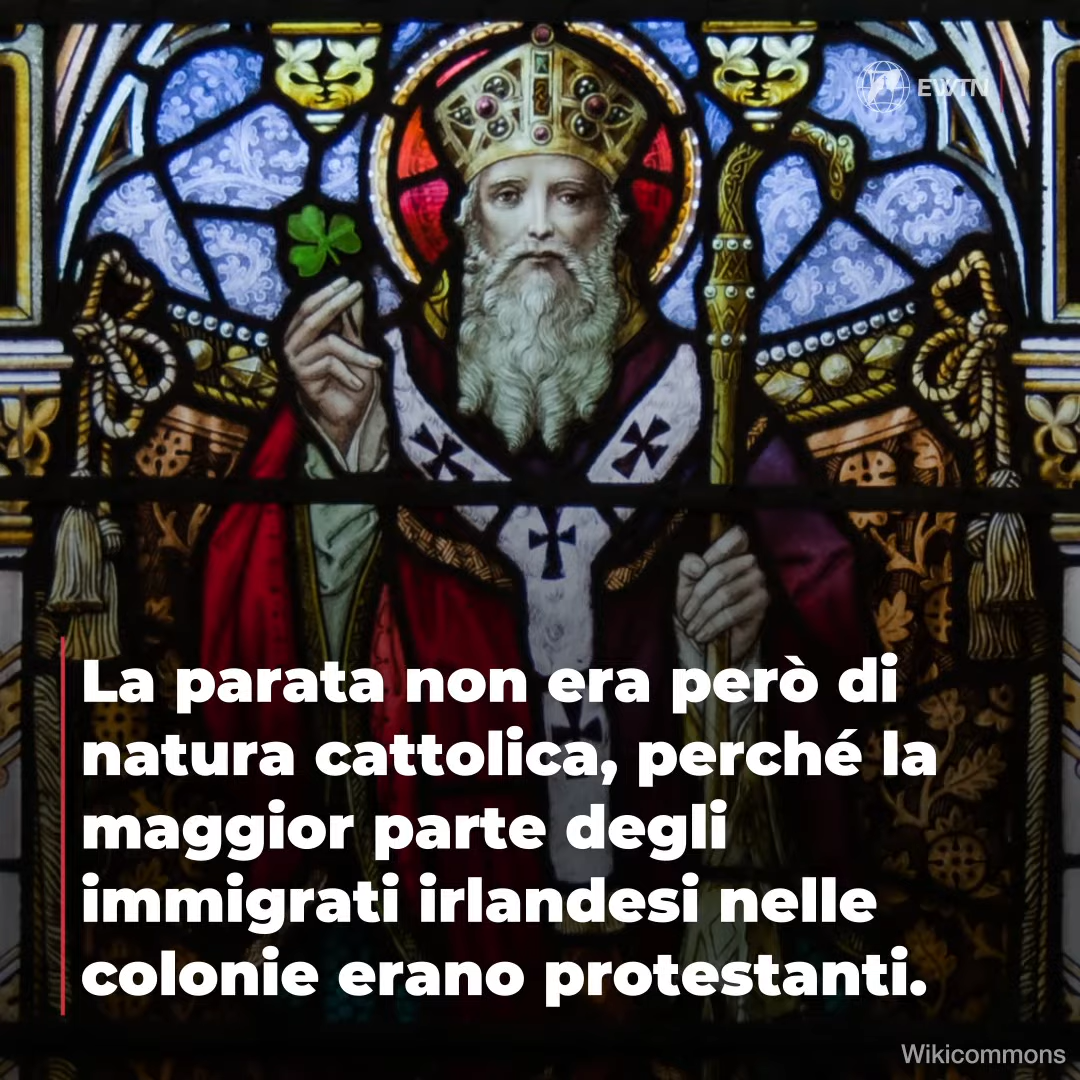 EWTN
La parata non era però di
natura cattolica, perché la
maggior parte degli
immigrati irlandesi nelle
colonie erano protestanti.
Wikicommons